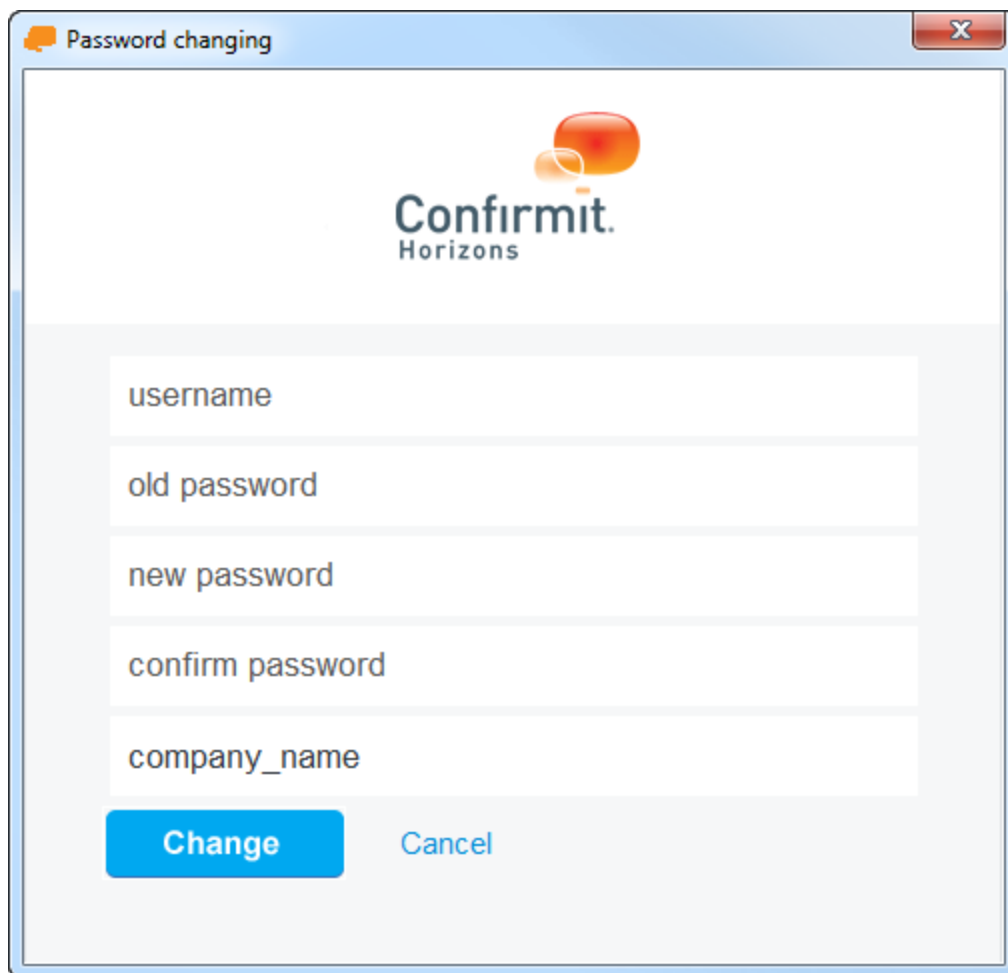 Password changing
Confirmit.
Horizons
username
old password
new password
confirm password
company_name
Change Cancel